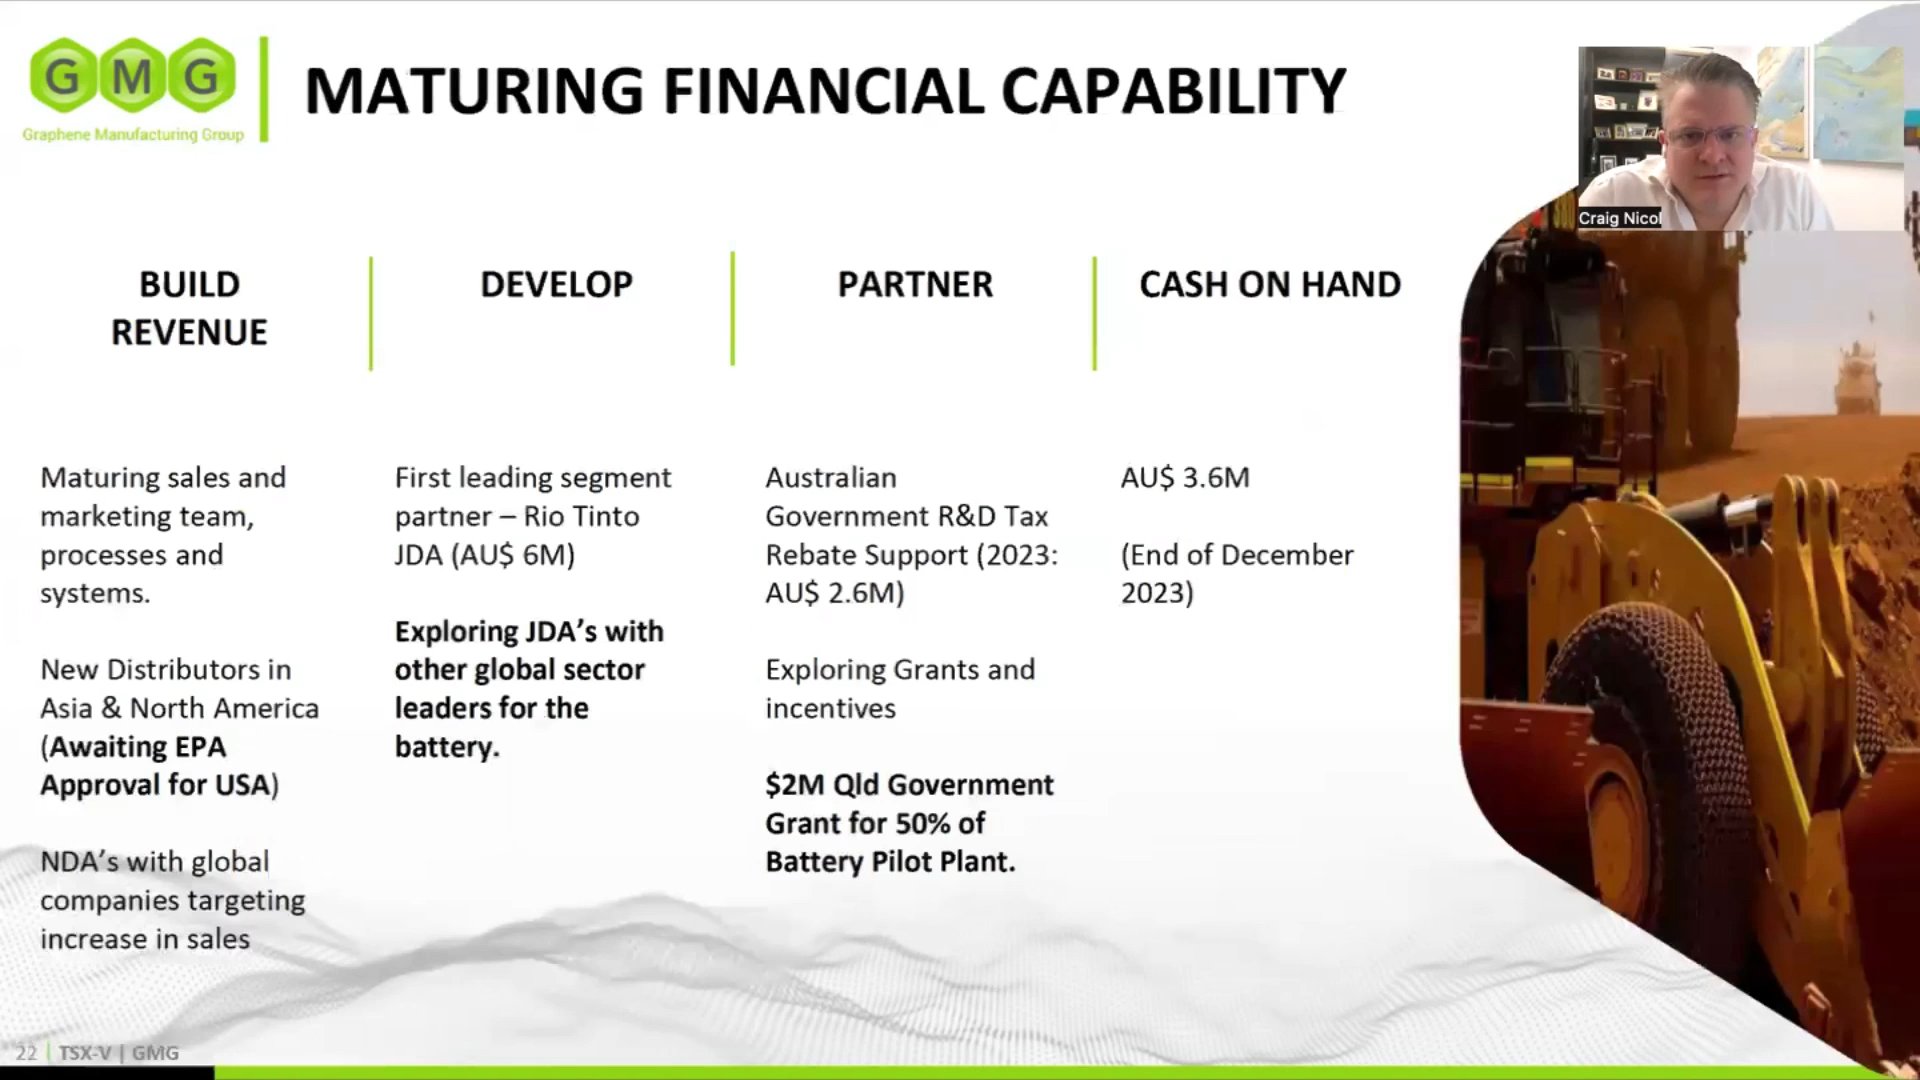 GMG
Graphene Manufacturing Group
MATURING FINANCIAL CAPABILITY
Craig Nicol
BUILD
REVENUE
Maturing sales and
marketing team,
processes and
systems.
New Distributors in
Asia & North America
(Awaiting EPA
Approval for USA)
NDA’s with global
companies targeting
increase in sales
DEVELOP
First leading segment
partner – Rio Tinto
JDA (AU$ 6M)
Exploring JDA’s with
other global sector
leaders for the
battery.
PARTNER
Australian
Government R&D Tax
Rebate Support (2023:
AU$ 2.6M)
Exploring Grants and
incentives
$2M Qld Government
Grant for 50% of
Battery Pilot Plant.
CASH ON HAND
AU$ 3.6M
(End of December
2023)
22 | TSX-V | GMG